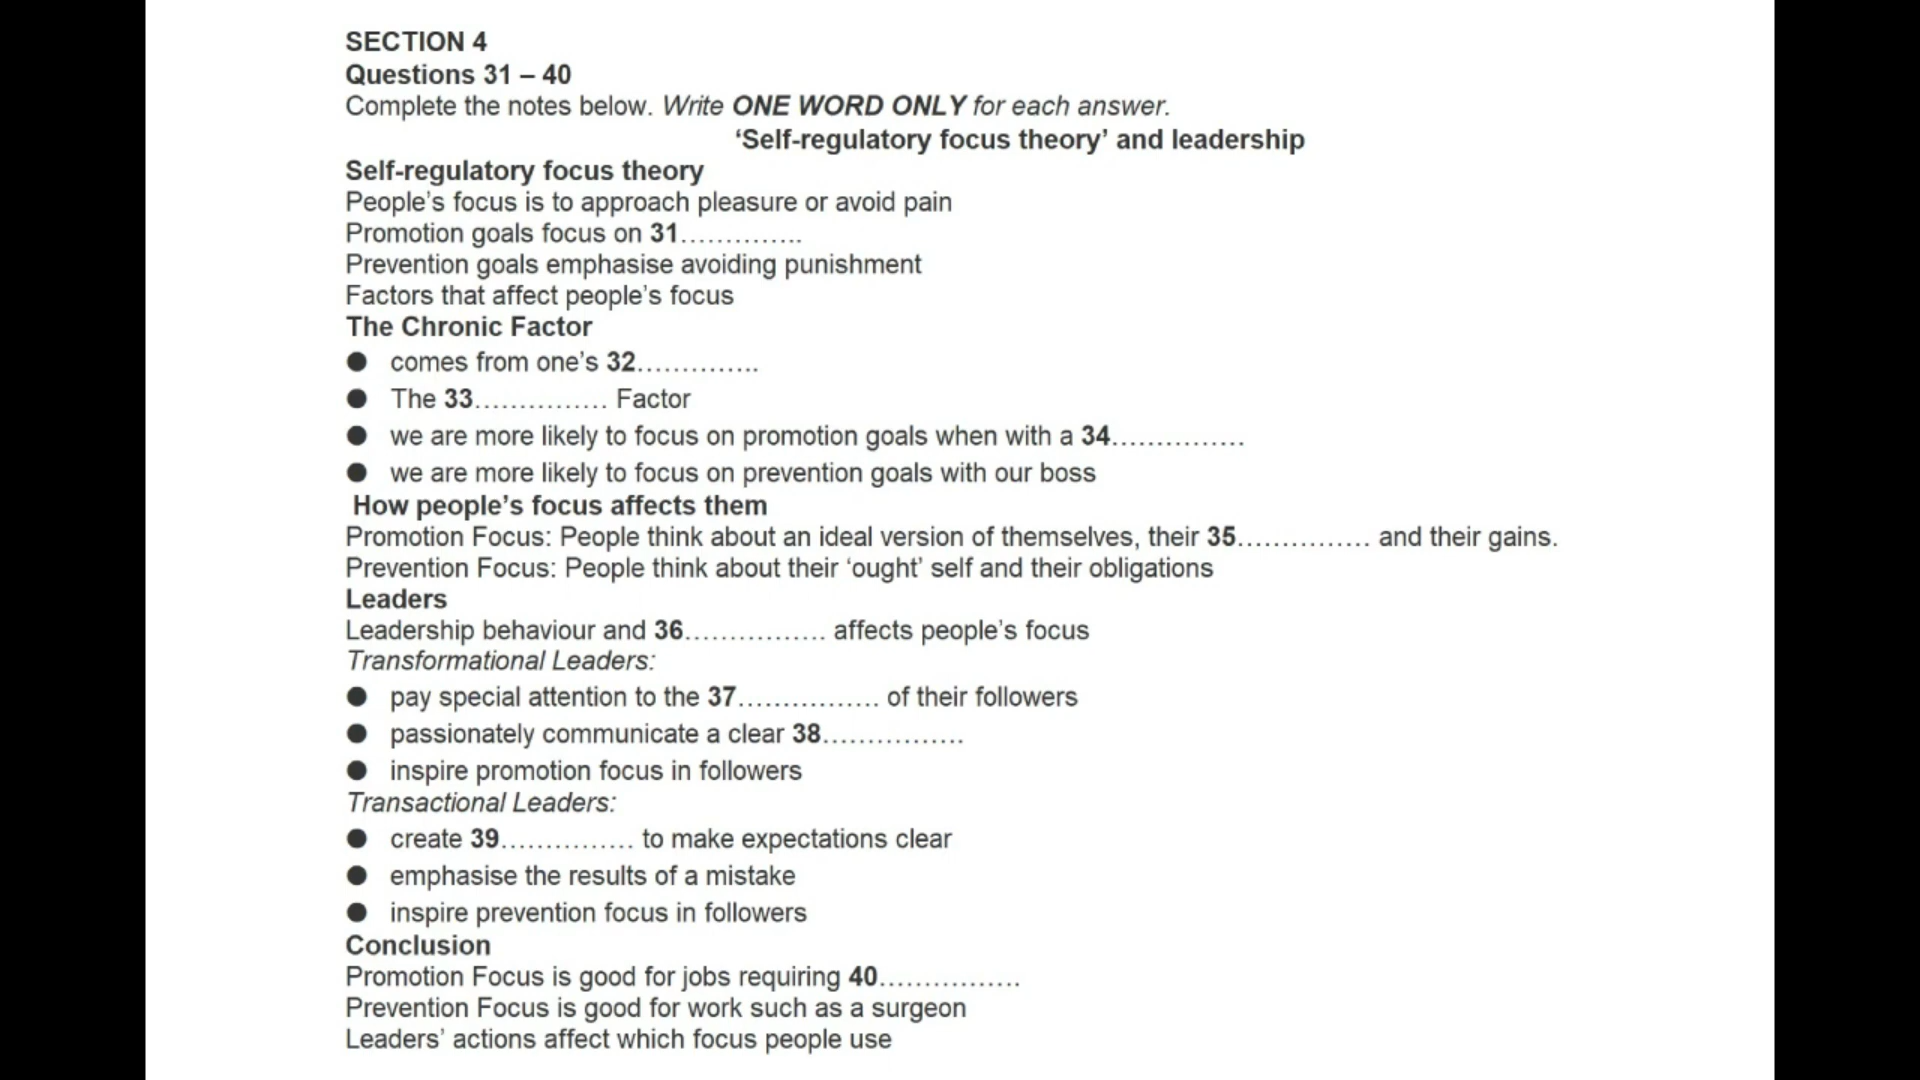 SECTION 4
Questions 31 – 40
Complete the notes below. Write ONE WORD ONLY for each answer.
‘Self-regulatory focus theory’ and leadership
Self-regulatory focus theory
People’s focus is to approach pleasure or avoid pain
Promotion goals focus on 31…………..
Prevention goals emphasise avoiding punishment
Factors that affect people’s focus
The Chronic Factor
● comes from one’s 32…………..
● The 33…………… Factor
● we are more likely to focus on promotion goals when with a 34……………
● we are more likely to focus on prevention goals with our boss
How people’s focus affects them
Promotion Focus: People think about an ideal version of themselves, their 35…………… and their gains.
Prevention Focus: People think about their ‘ought’ self and their obligations
Leaders
Leadership behaviour and 36……………. affects people’s focus
Transformational Leaders:
● pay special attention to the 37……………. of their followers
● passionately communicate a clear 38…………….
● inspire promotion focus in followers
Transactional Leaders:
● create 39…………… to make expectations clear
● emphasise the results of a mistake
● inspire prevention focus in followers
Conclusion
Promotion Focus is good for jobs requiring 40…………….
Prevention Focus is good for work such as a surgeon
Leaders’ actions affect which focus people use